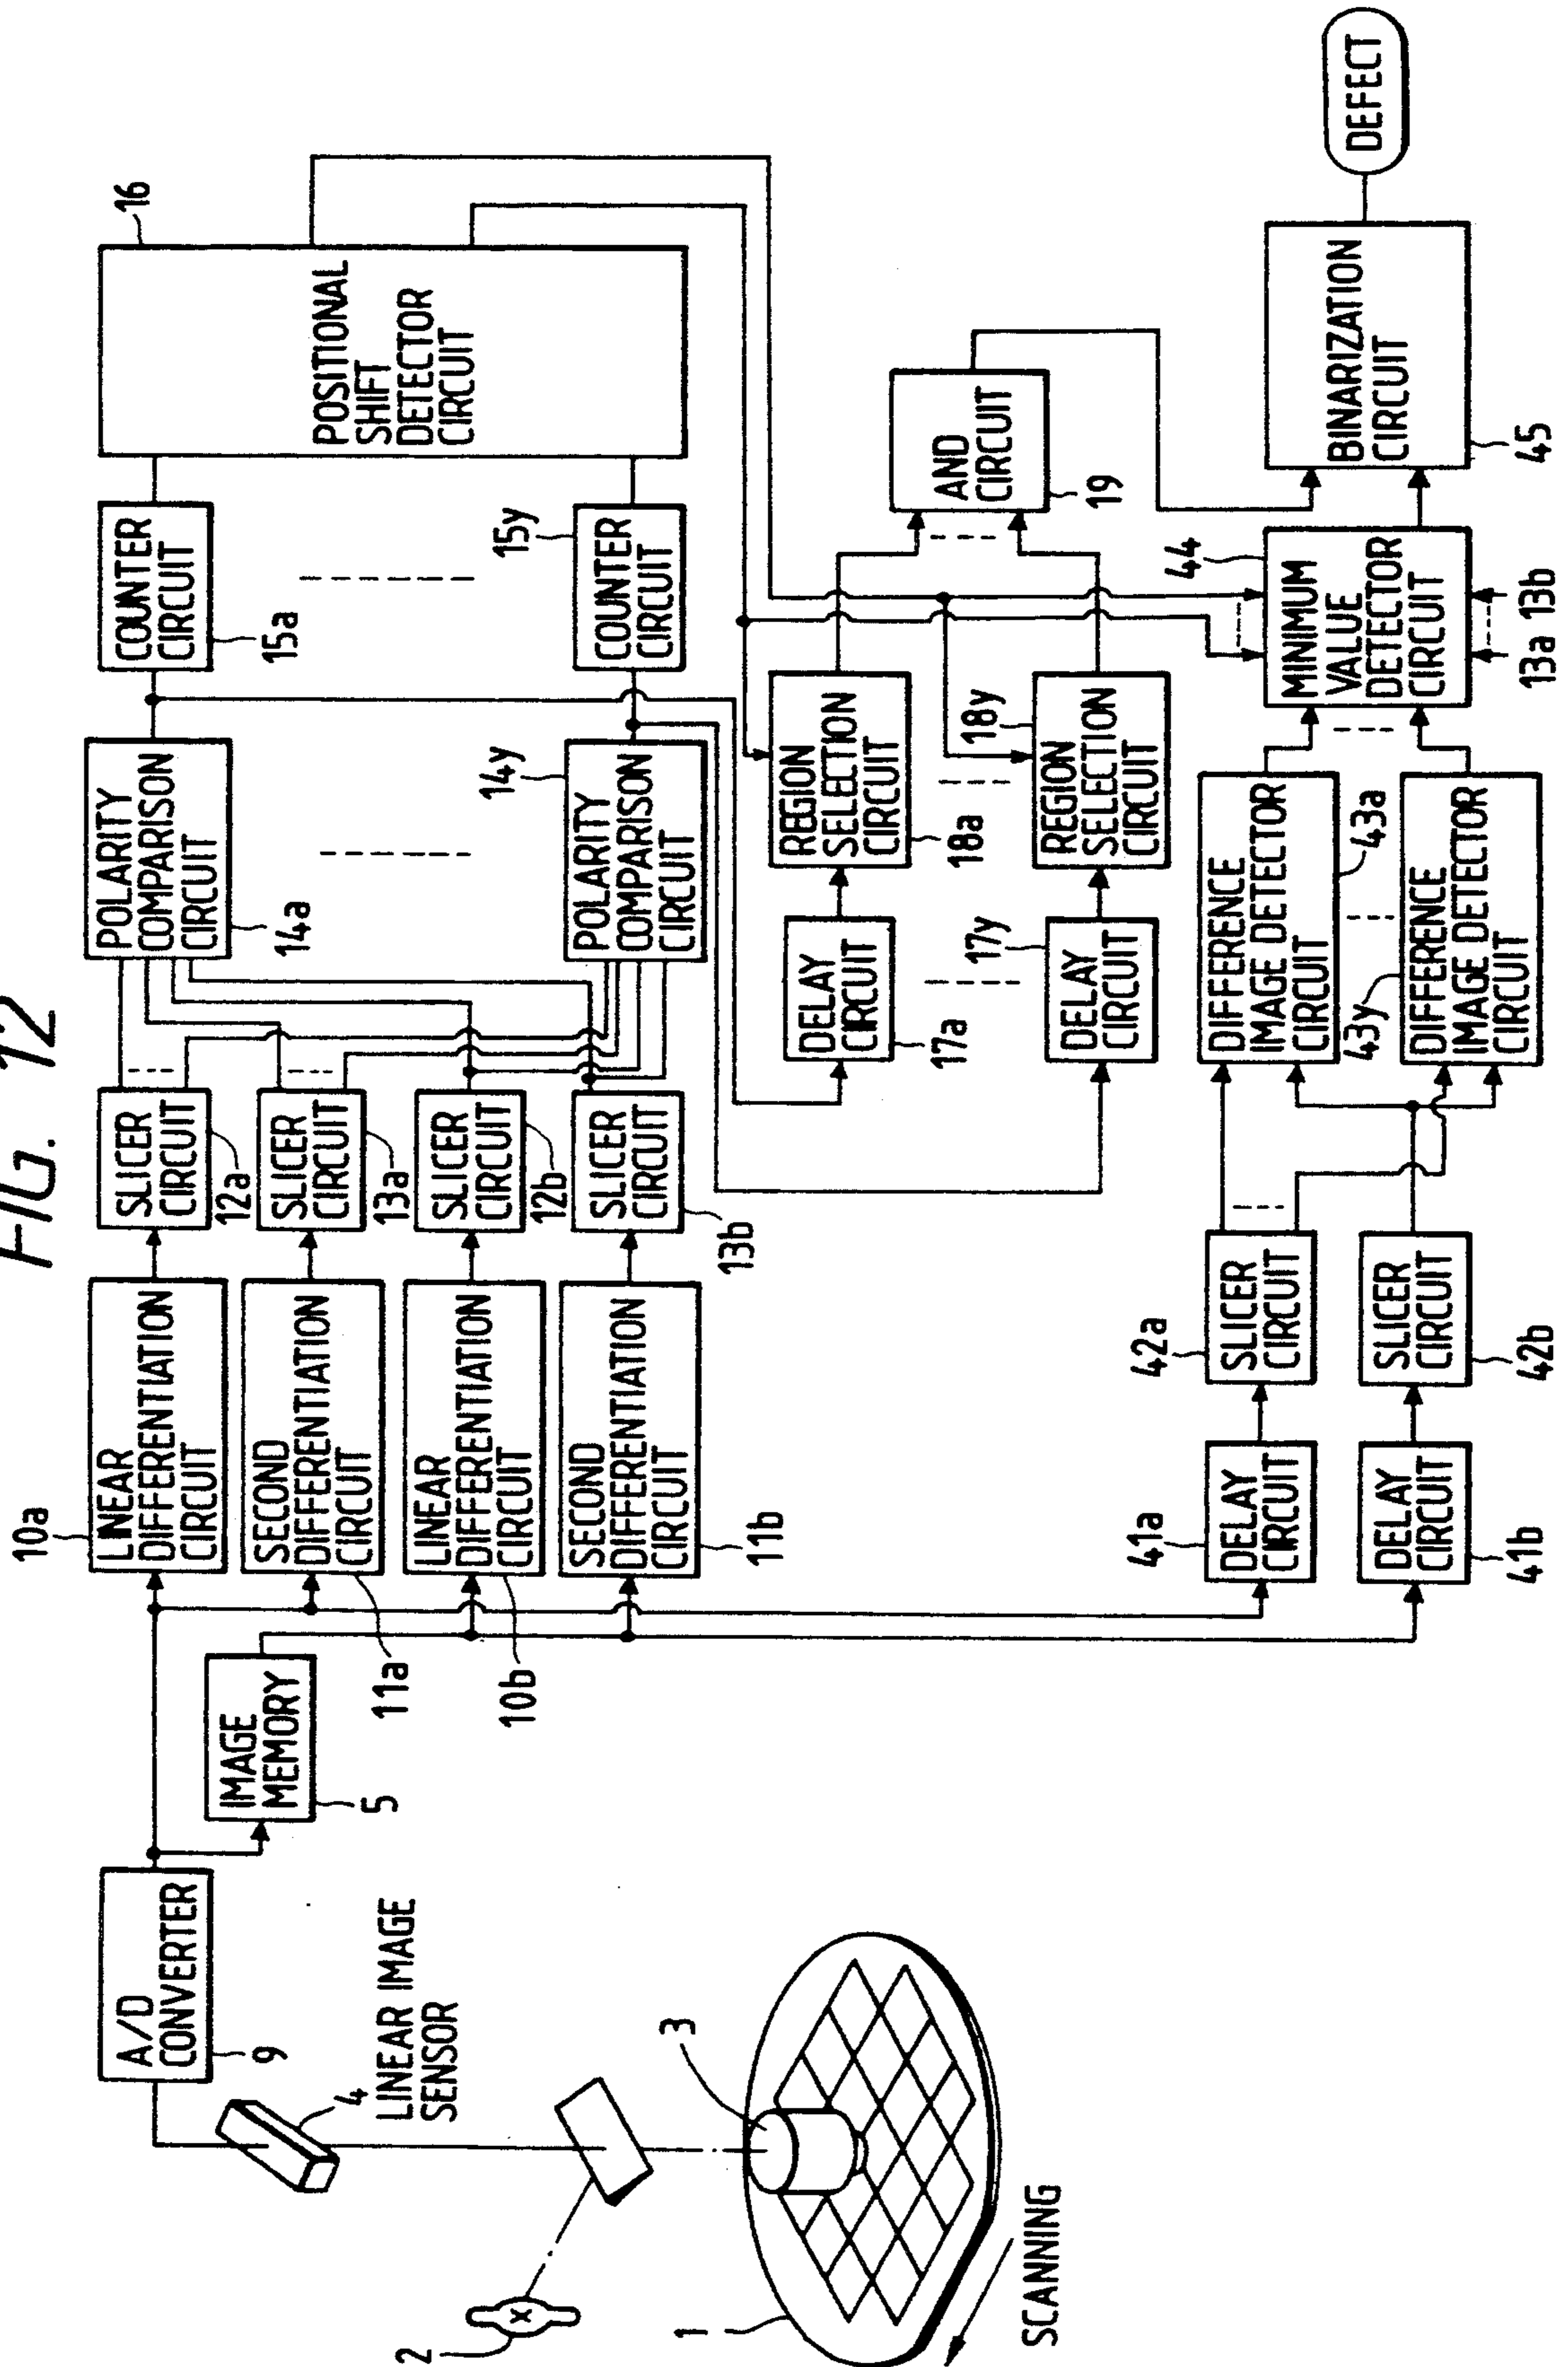 FIG. 12
A/D
CONVERTER
9
4
LINEAR IMAGE
SENSOR
2
3
1
SCANNING
IMAGE
MEMORY
5
10a
LINEAR
DIFFERENTIATION
CIRCUIT
SECOND
DIFFERENTIATION
CIRCUIT
11a
LINEAR
DIFFERENTIATION
CIRCUIT
10b
SECOND
DIFFERENTIATION
CIRCUIT
11b
SLICER
CIRCUIT
12a
SLICER
CIRCUIT
13a
SLICER
CIRCUIT
12b
SLICER
CIRCUIT
13b
POLARITY
COMPARISON
CIRCUIT
14a
14y
POLARITY
COMPARISON
CIRCUIT
COUNTER
CIRCUIT
15a
15y
COUNTER
CIRCUIT
16
POSITIONAL
SHIFT
DETECTOR
CIRCUIT
DELAY
CIRCUIT
17a
17y
DELAY
CIRCUIT
REGION
SELECTION
CIRCUIT
18a
18y
REGION
SELECTION
CIRCUIT
AND
CIRCUIT
19
41a
DELAY
CIRCUIT
DELAY
CIRCUIT
41b
42a
SLICER
CIRCUIT
SLICER
CIRCUIT
42b
DIFFERENCE
IMAGE DETECTOR
CIRCUIT
43a
43y
DIFFERENCE
IMAGE DETECTOR
CIRCUIT
44
MINIMUM
VALUE
DETECTOR
CIRCUIT
13a
13b
BINARIZATION
CIRCUIT
45
DEFECT